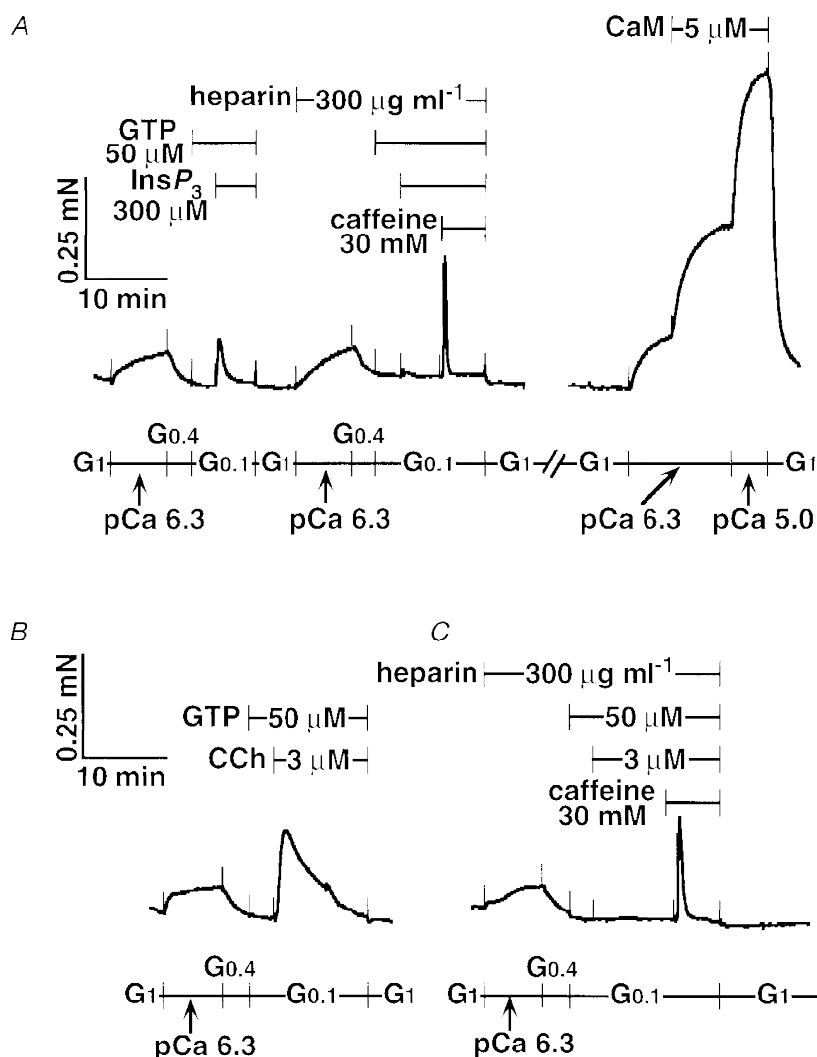 A
CaM 5 μM
heparin 300 μg ml-1
GTP
50 μM
InsP3
300 μM
caffeine
30 mM
0.25 mN
10 min
G0.4 G0.4
G1 G0.1 G1 G0.1 G1 G1 G1
pCa 6.3 pCa 6.3 pCa 6.3 pCa 5.0
B C
heparin 300 μg ml-1
GTP 50 μM 50 μM
CCh 3 μM 3 μM
caffeine
30 mM
0.25 mN
10 min
G0.4 G0.4
G1 G0.1 G1 G1 G0.1 G1
pCa 6.3 pCa 6.3